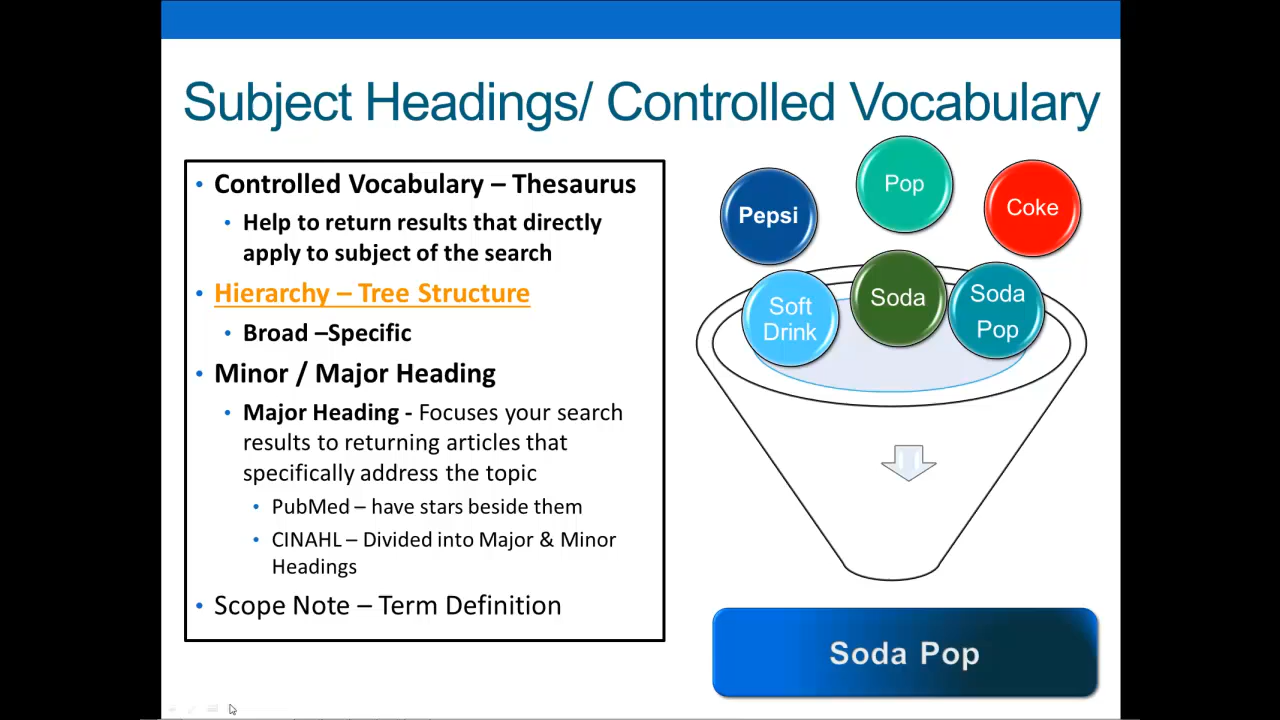 Subject Headings/ Controlled Vocabulary
• Controlled Vocabulary – Thesaurus
• Help to return results that directly
apply to subject of the search
• Hierarchy – Tree Structure
• Broad –Specific
• Minor / Major Heading
• Major Heading - Focuses your search
results to returning articles that
specifically address the topic
• PubMed – have stars beside them
• CINAHL – Divided into Major & Minor
Headings
• Scope Note – Term Definition
Pepsi
Pop
Coke
Soft
Drink
Soda
Soda
Pop
Soda Pop